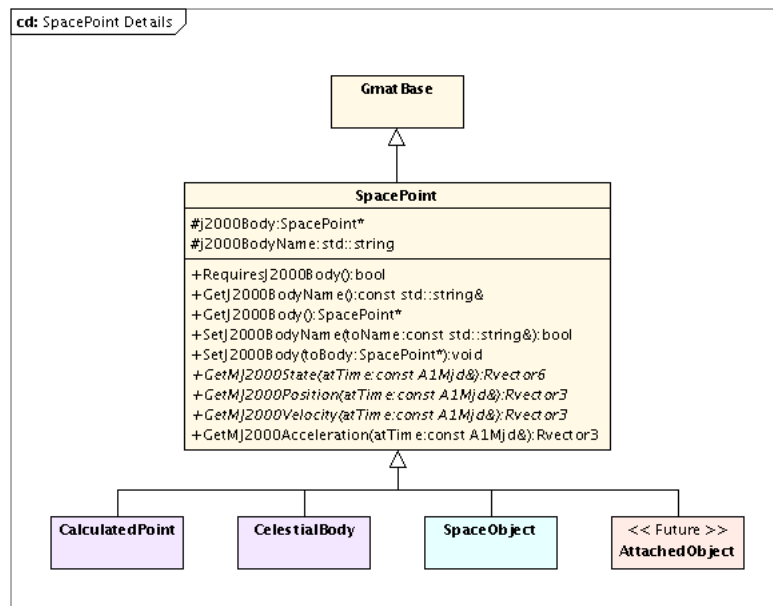 cd: SpacePoint Details
GmatBase
SpacePoint
#j2000Body:SpacePoint*
#j2000BodyName:std::string
+RequiresJ2000Body():bool
+GetJ2000BodyName():const std::string&
+GetJ2000Body():SpacePoint*
+SetJ2000BodyName(toName:const std::string&):bool
+SetJ2000Body(toBody:SpacePoint*):void
+GetMJ2000State(atTime:const A1Mjd&):Rvector6
+GetMJ2000Position(atTime:const A1Mjd&):Rvector3
+GetMJ2000Velocity(atTime:const A1Mjd&):Rvector3
+GetMJ2000Acceleration(atTime:const A1Mjd&):Rvector3
CalculatedPoint
CelestialBody
SpaceObject
<< Future >>
AttachedObject